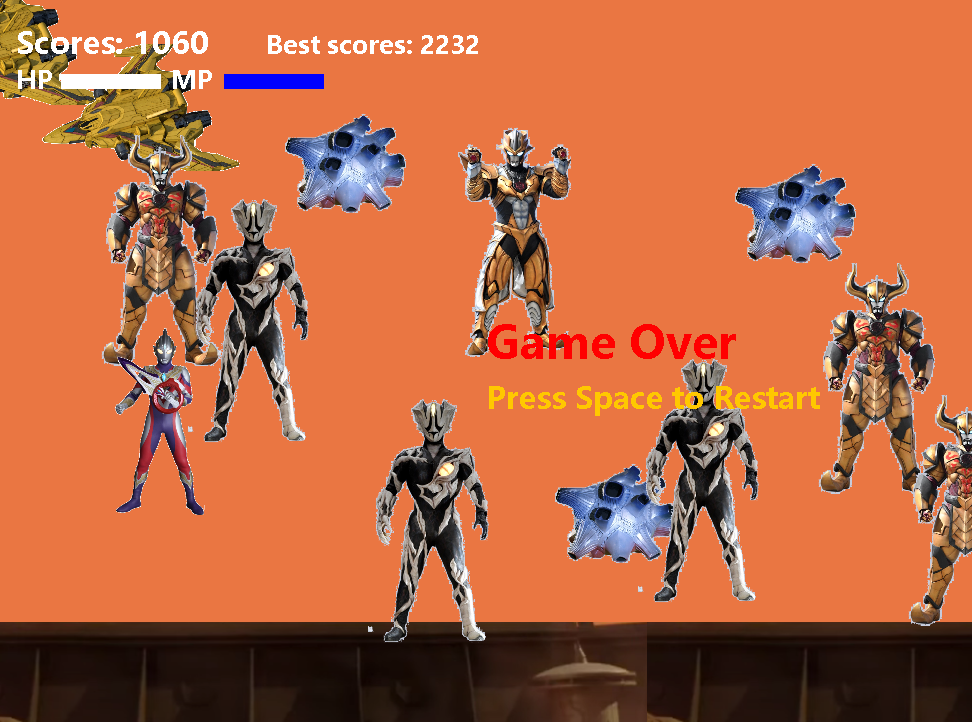 Scores: 1060
Best scores: 2232
HP MP
Game Over
Press Space to Restart